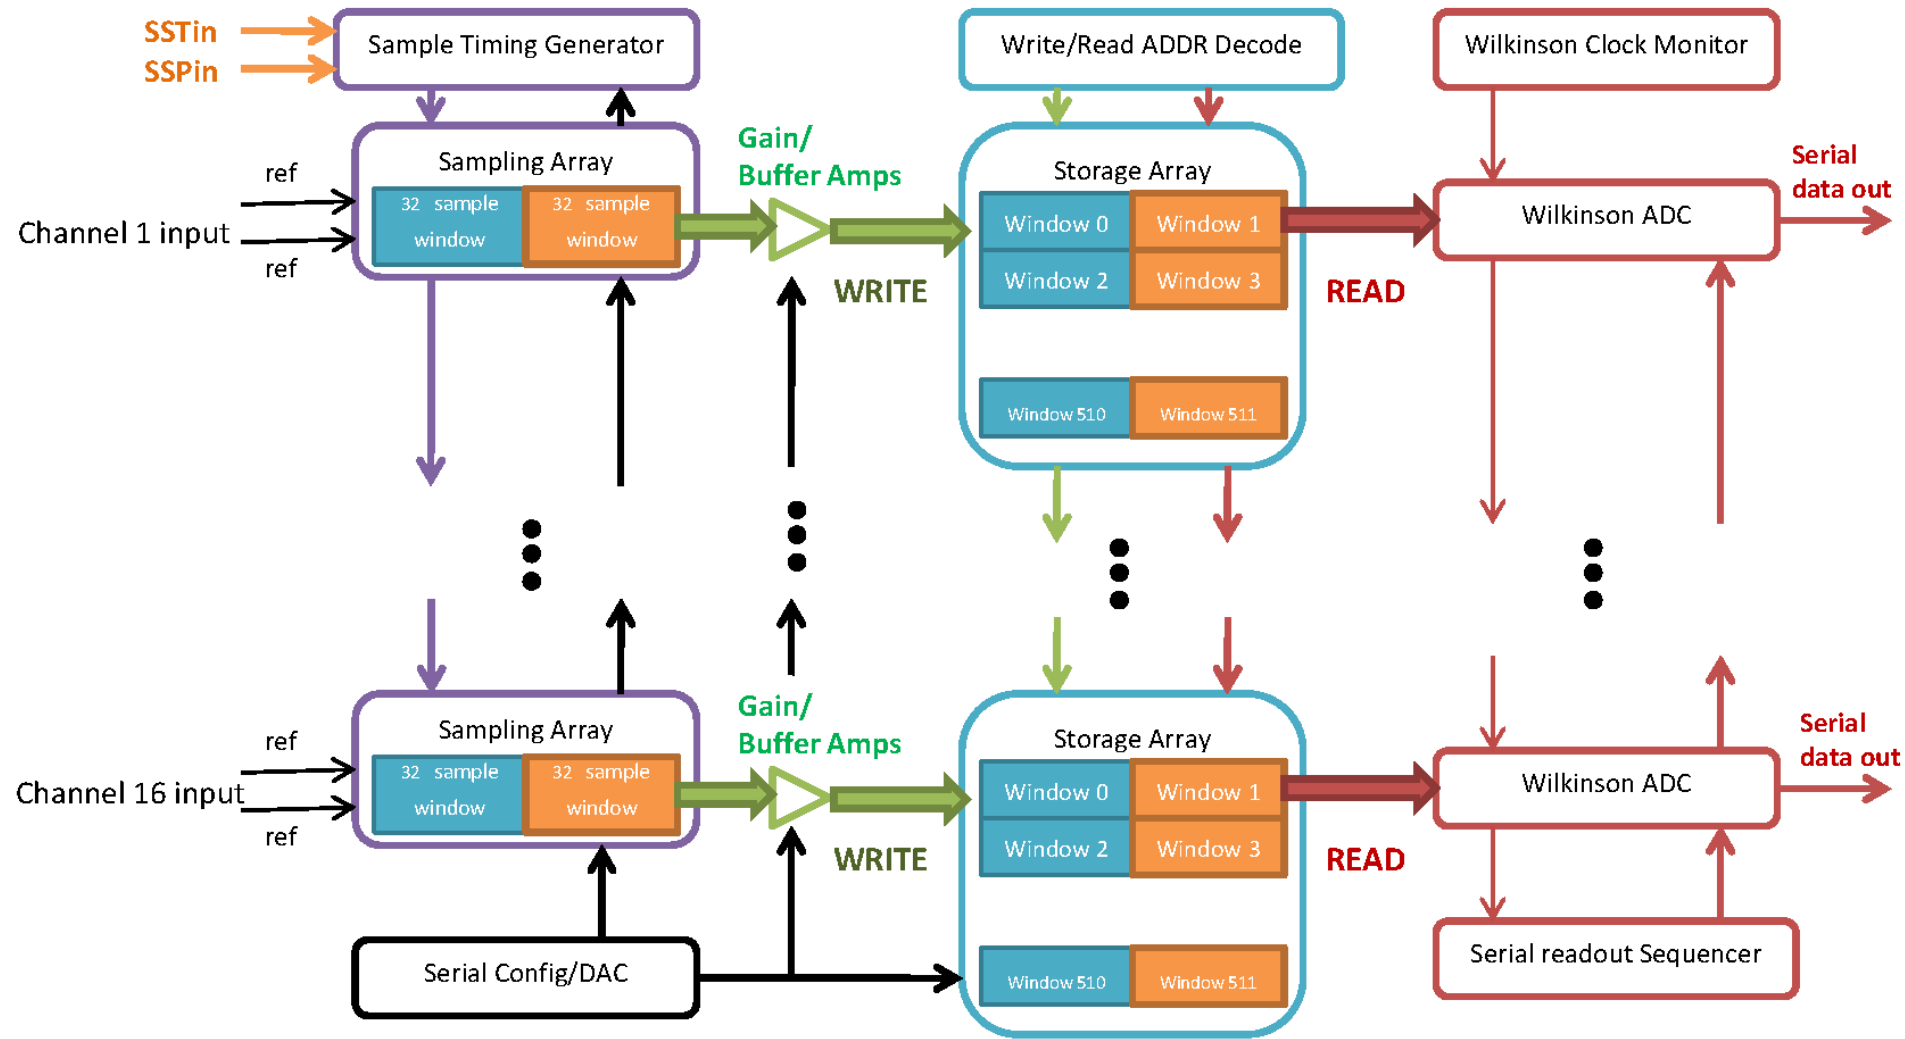 SSTin
SSPin
Sample Timing Generator
Write/Read ADDR Decode
Wilkinson Clock Monitor
ref
Channel 1 input
ref
Sampling Array
32 sample
window
32 sample
window
Gain/
Buffer Amps
WRITE
Storage Array
Window 0
Window 1
Window 2
Window 3
Window 510
Window 511
READ
Wilkinson ADC
Serial
data out
ref
Channel 16 input
ref
Sampling Array
32 sample
window
32 sample
window
Gain/
Buffer Amps
WRITE
Storage Array
Window 0
Window 1
Window 2
Window 3
Window 510
Window 511
READ
Wilkinson ADC
Serial
data out
Serial Config/DAC
Serial readout Sequencer